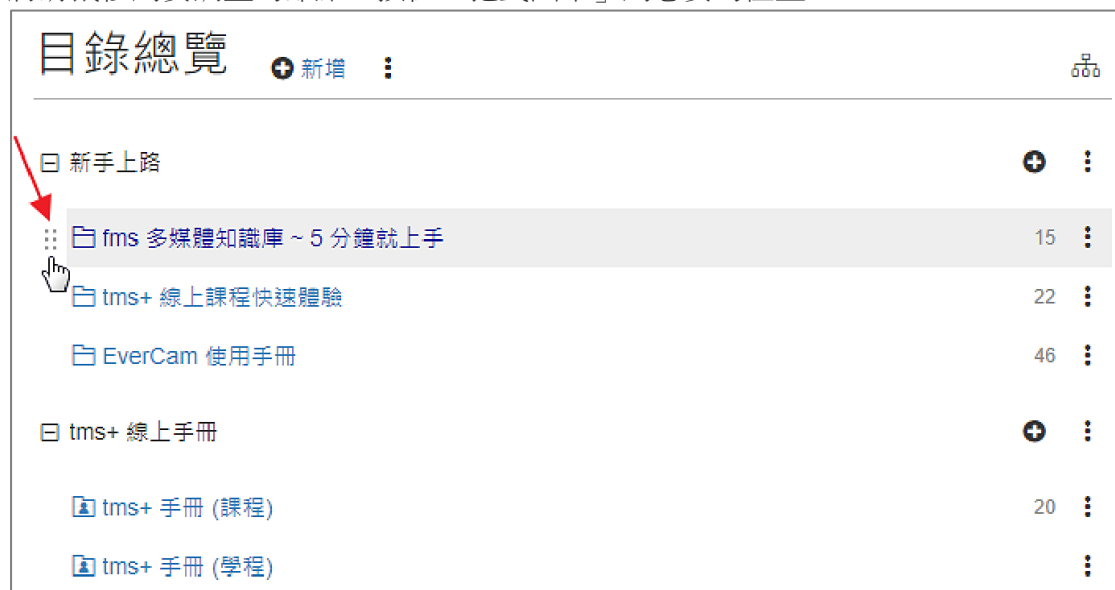 目錄總覽 新增
新手上路
fms 多媒體知識庫 ~ 5 分鐘就上手 15
tms+ 線上課程快速體驗 22
EverCam 使用手冊 46
tms+ 線上手冊
tms+ 手冊 (課程) 20
tms+ 手冊 (學程)